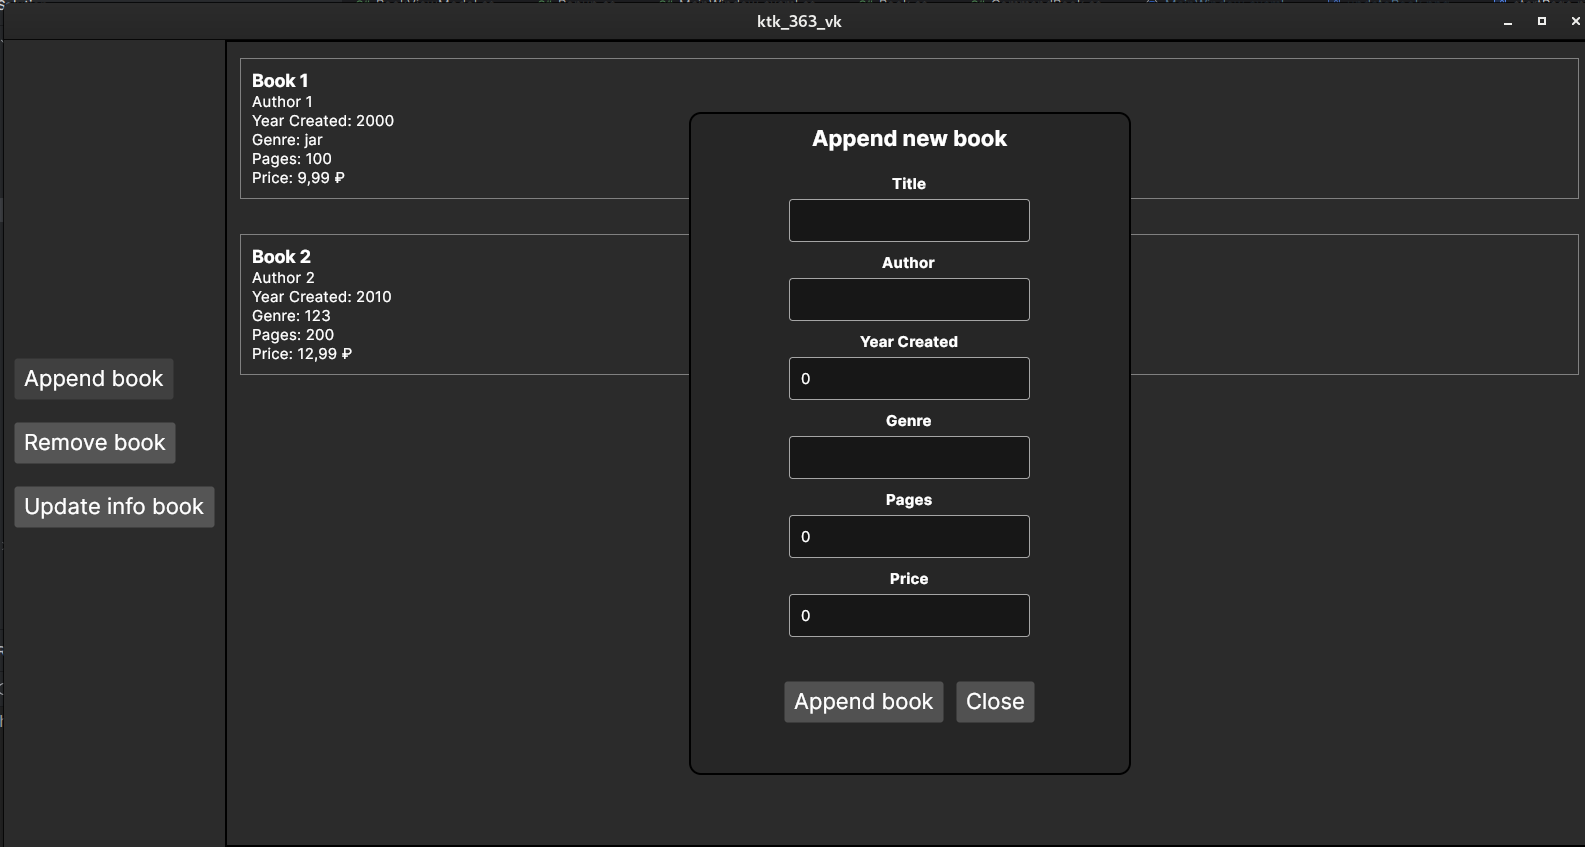 ktk_363_vk
Book 1
Author 1
Year Created: 2000
Genre: jar
Pages: 100
Price: 9,99 ₽
Book 2
Author 2
Year Created: 2010
Genre: 123
Pages: 200
Price: 12,99 ₽
Append book
Remove book
Update info book
Append new book
Title
Author
Year Created
0
Genre
Pages
0
Price
0
Append book
Close